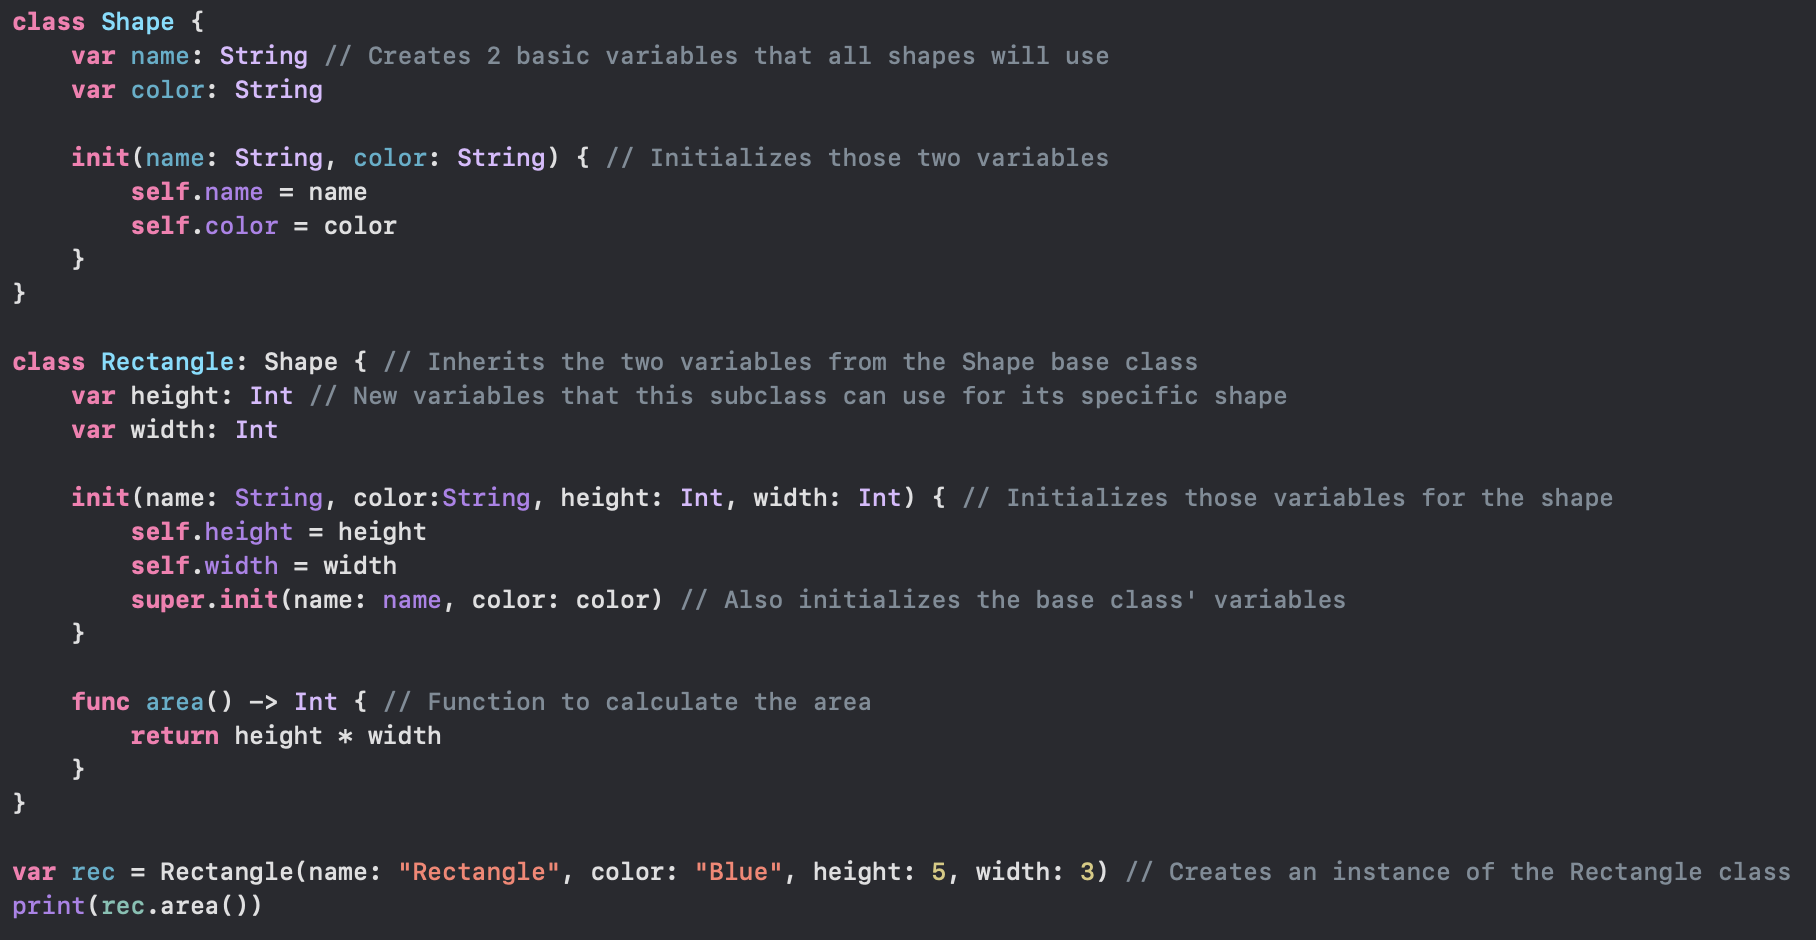 class Shape {
    var name: String // Creates 2 basic variables that all shapes will use
    var color: String

    init(name: String, color: String) { // Initializes those two variables
        self.name = name
        self.color = color
    }
}

class Rectangle: Shape { // Inherits the two variables from the Shape base class
    var height: Int // New variables that this subclass can use for its specific shape
    var width: Int

    init(name: String, color:String, height: Int, width: Int) { // Initializes those variables for the shape
        self.height = height
        self.width = width
        super.init(name: name, color: color) // Also initializes the base class' variables
    }

    func area() -> Int { // Function to calculate the area
        return height * width
    }
}

var rec = Rectangle(name: "Rectangle", color: "Blue", height: 5, width: 3) // Creates an instance of the Rectangle class
print(rec.area())